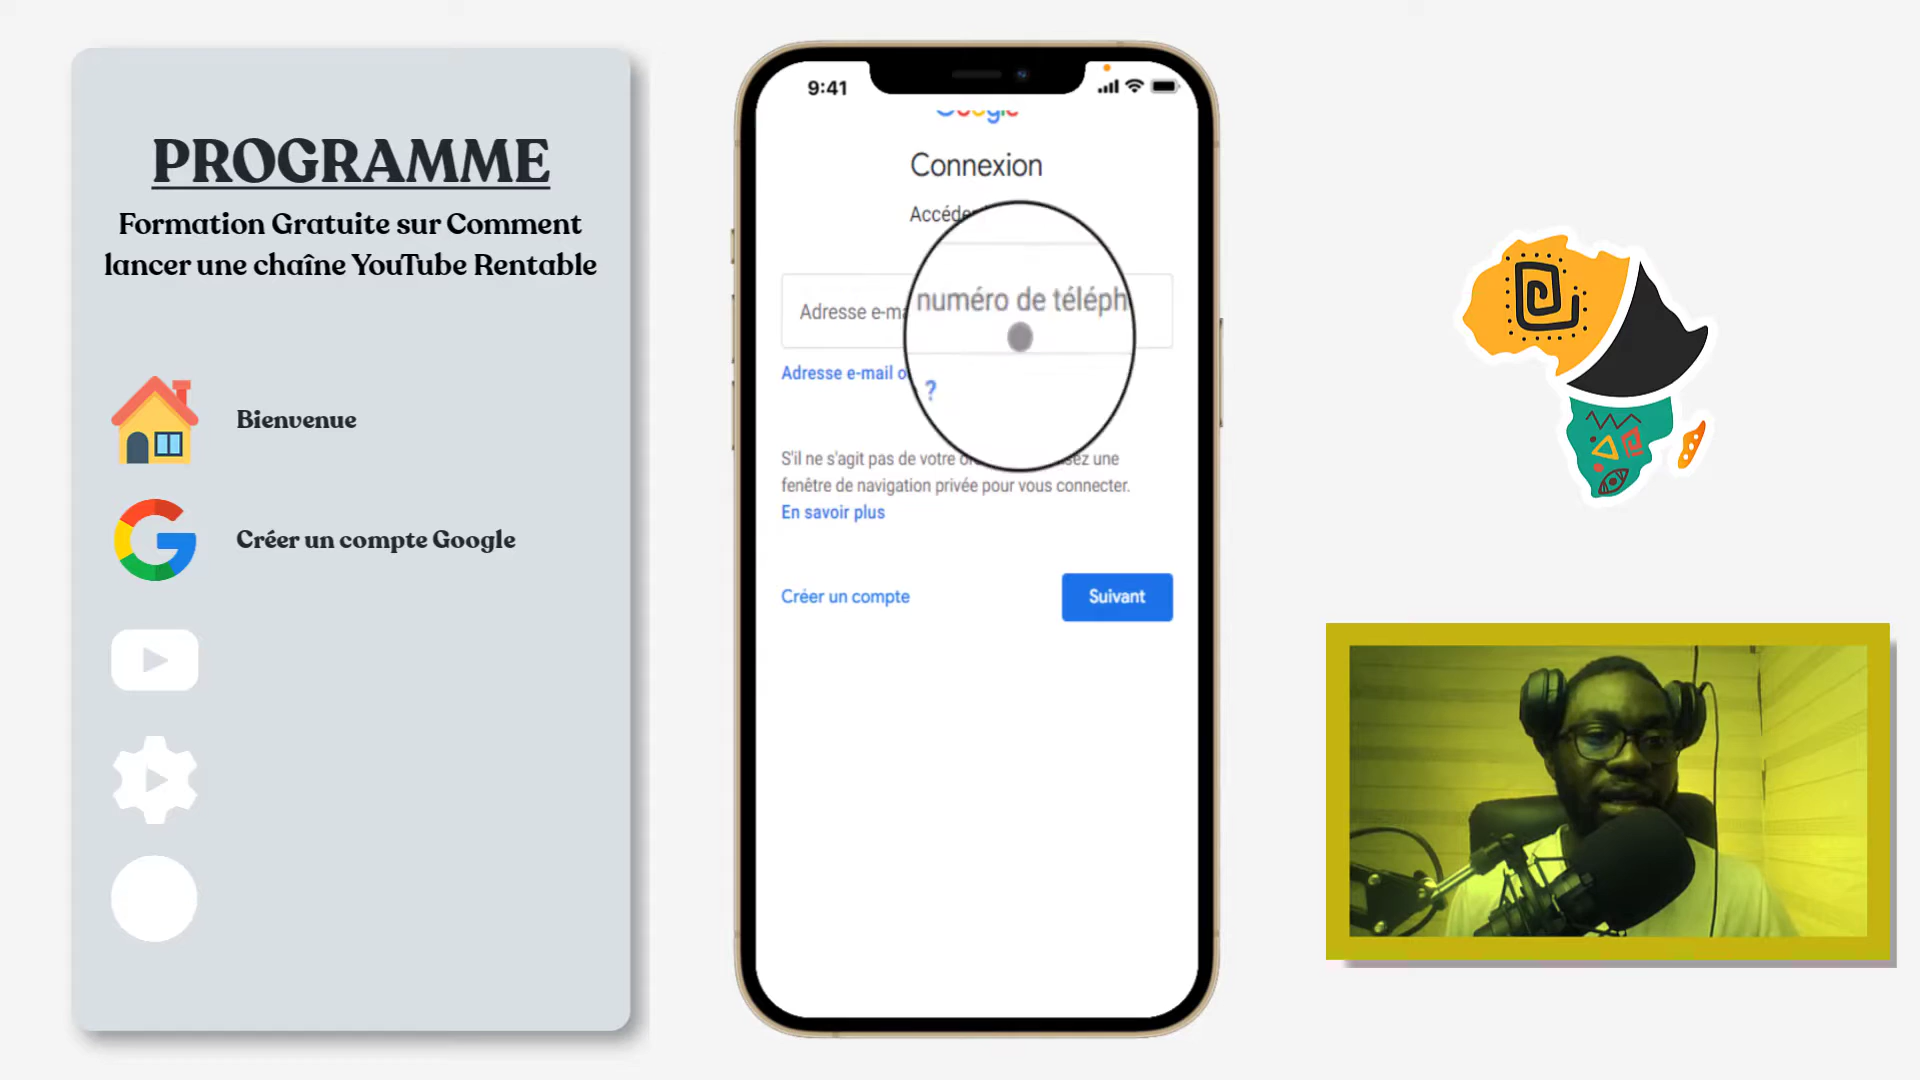 PROGRAMME
Formation Gratuite sur Comment
lancer une chaîne YouTube Rentable
Bienvenue
Créer un compte Google
9:41
Google
Connexion
Accéde
Adresse e-ma numéro de téléph
Adresse e-mail o ?
S'il ne s'agit pas de votre o sez une
fenêtre de navigation privée pour vous connecter.
En savoir plus
Créer un compte
Suivant